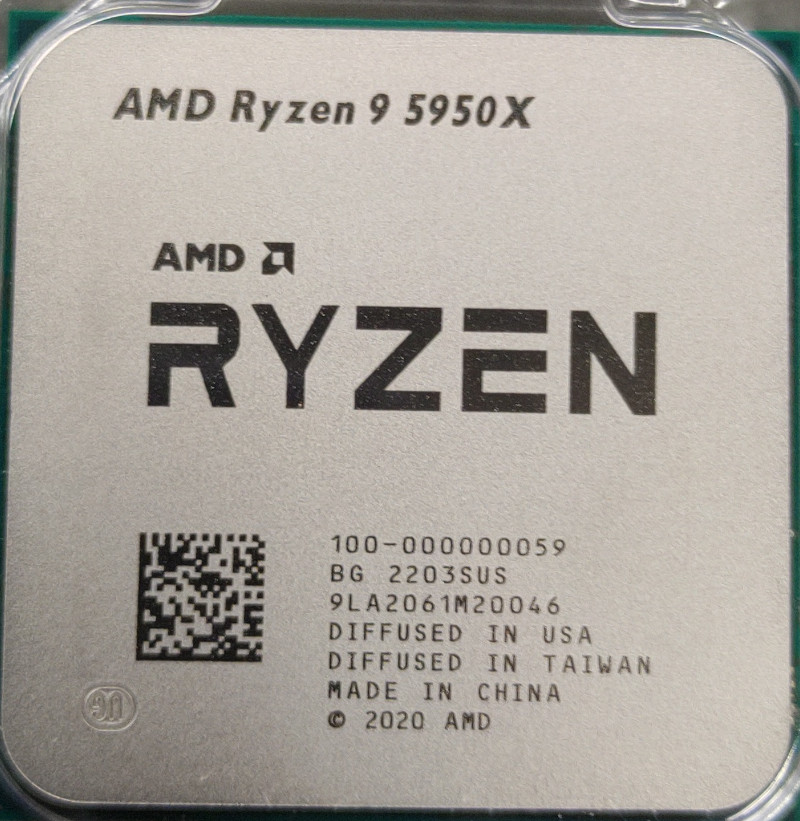 AMD Ryzen 9 5950X
AMD
RYZEN
100-000000059
BG 2203SUS
9LA2061M20046
DIFFUSED IN USA
DIFFUSED IN TAIWAN
MADE IN CHINA
© 2020 AMD